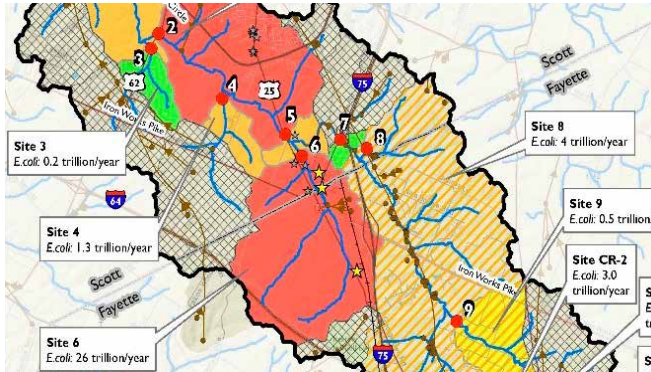 Circle
2
3
62
4
25
75
Scott
Fayette
5
6
7
8
Iron Works Pike
Site 3
E.coli: 0.2 trillion/year
Site 8
E.coli: 4 trillion/year
64
Site 4
E.coli: 1.3 trillion/year
Site 9
E.coli: 0.5 trillion
Scott
Fayette
Iron Works Pike
Site CR-2
E.coli: 3.0
trillion/year
9
Site 6
E.coli: 26 trillion/year
75